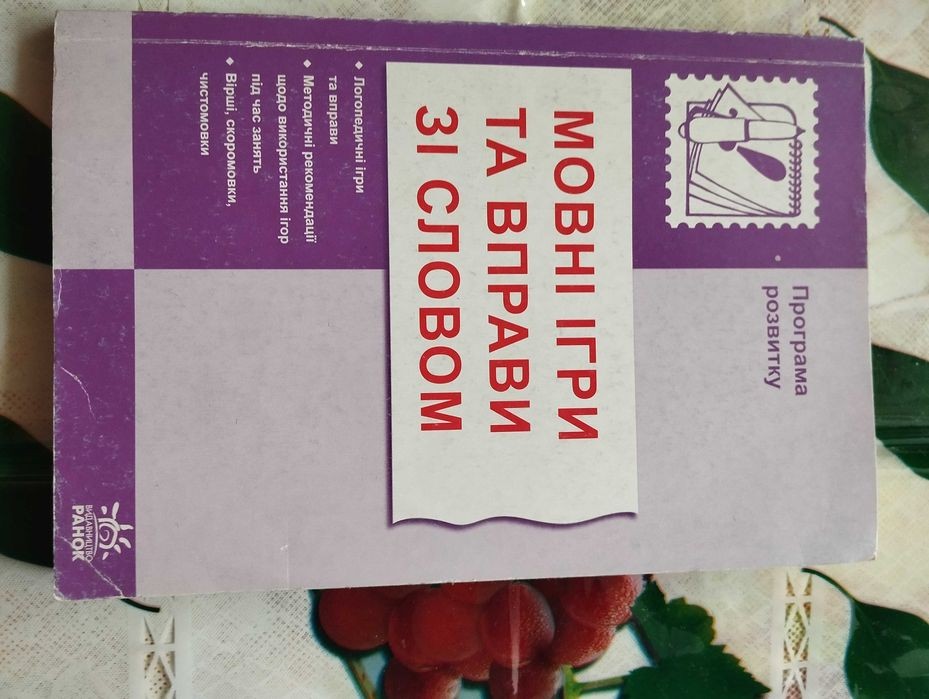 Програма
розвитку
МОВНІ ІГРИ
ТА ВПРАВИ
ЗІ СЛОВОМ
◆ Логопедичні ігри
та вправи
◆ Методичні рекомендації
щодо використання ігор
під час занять
◆ Вірші, скоромовки,
чистомовки
ВИДАВНИЦТВО
РАНОК